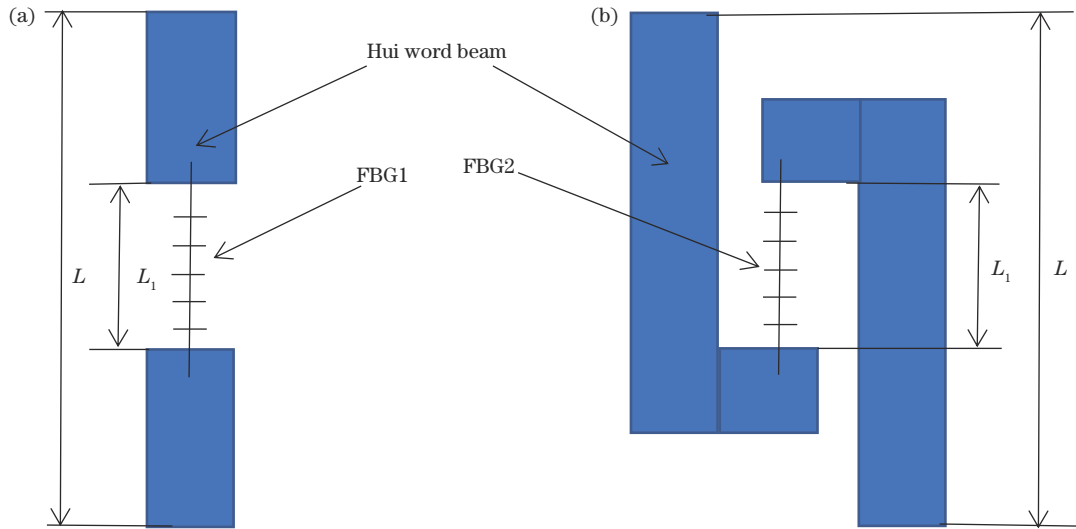 (a)
(b)
Hui word beam
FBG1
FBG2
L
L₁
L₁
L